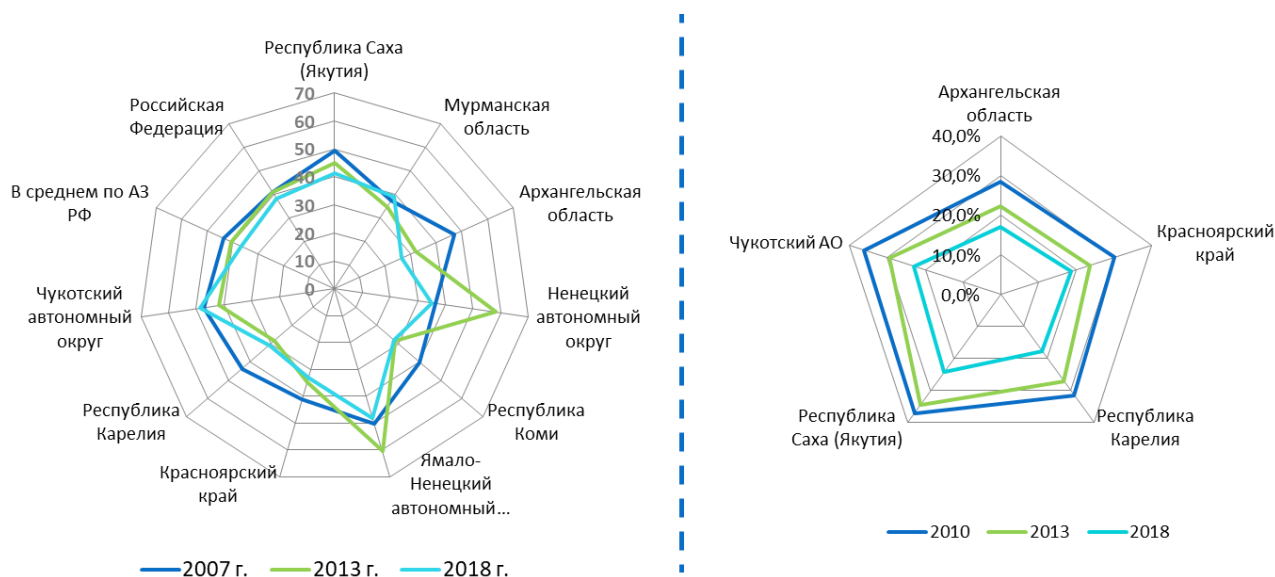 Республика Саха
(Якутия)
Мурманская
область
Архангельская
область
Ненецкий
автономный
округ
Республика
Коми
Ямало-
Ненецкий
автономный...
Красноярский
край
Республика
Карелия
Чукотский
автономный
округ
В среднем по АЗ
РФ
Российская
Федерация
70
60
50
40
30
20
10
0
2007 г.
2013 г.
2018 г.
Архангельская
область
Красноярский
край
Республика
Карелия
Республика
Саха (Якутия)
Чукотский АО
40,0%
30,0%
20,0%
10,0%
0,0%
2010
2013
2018